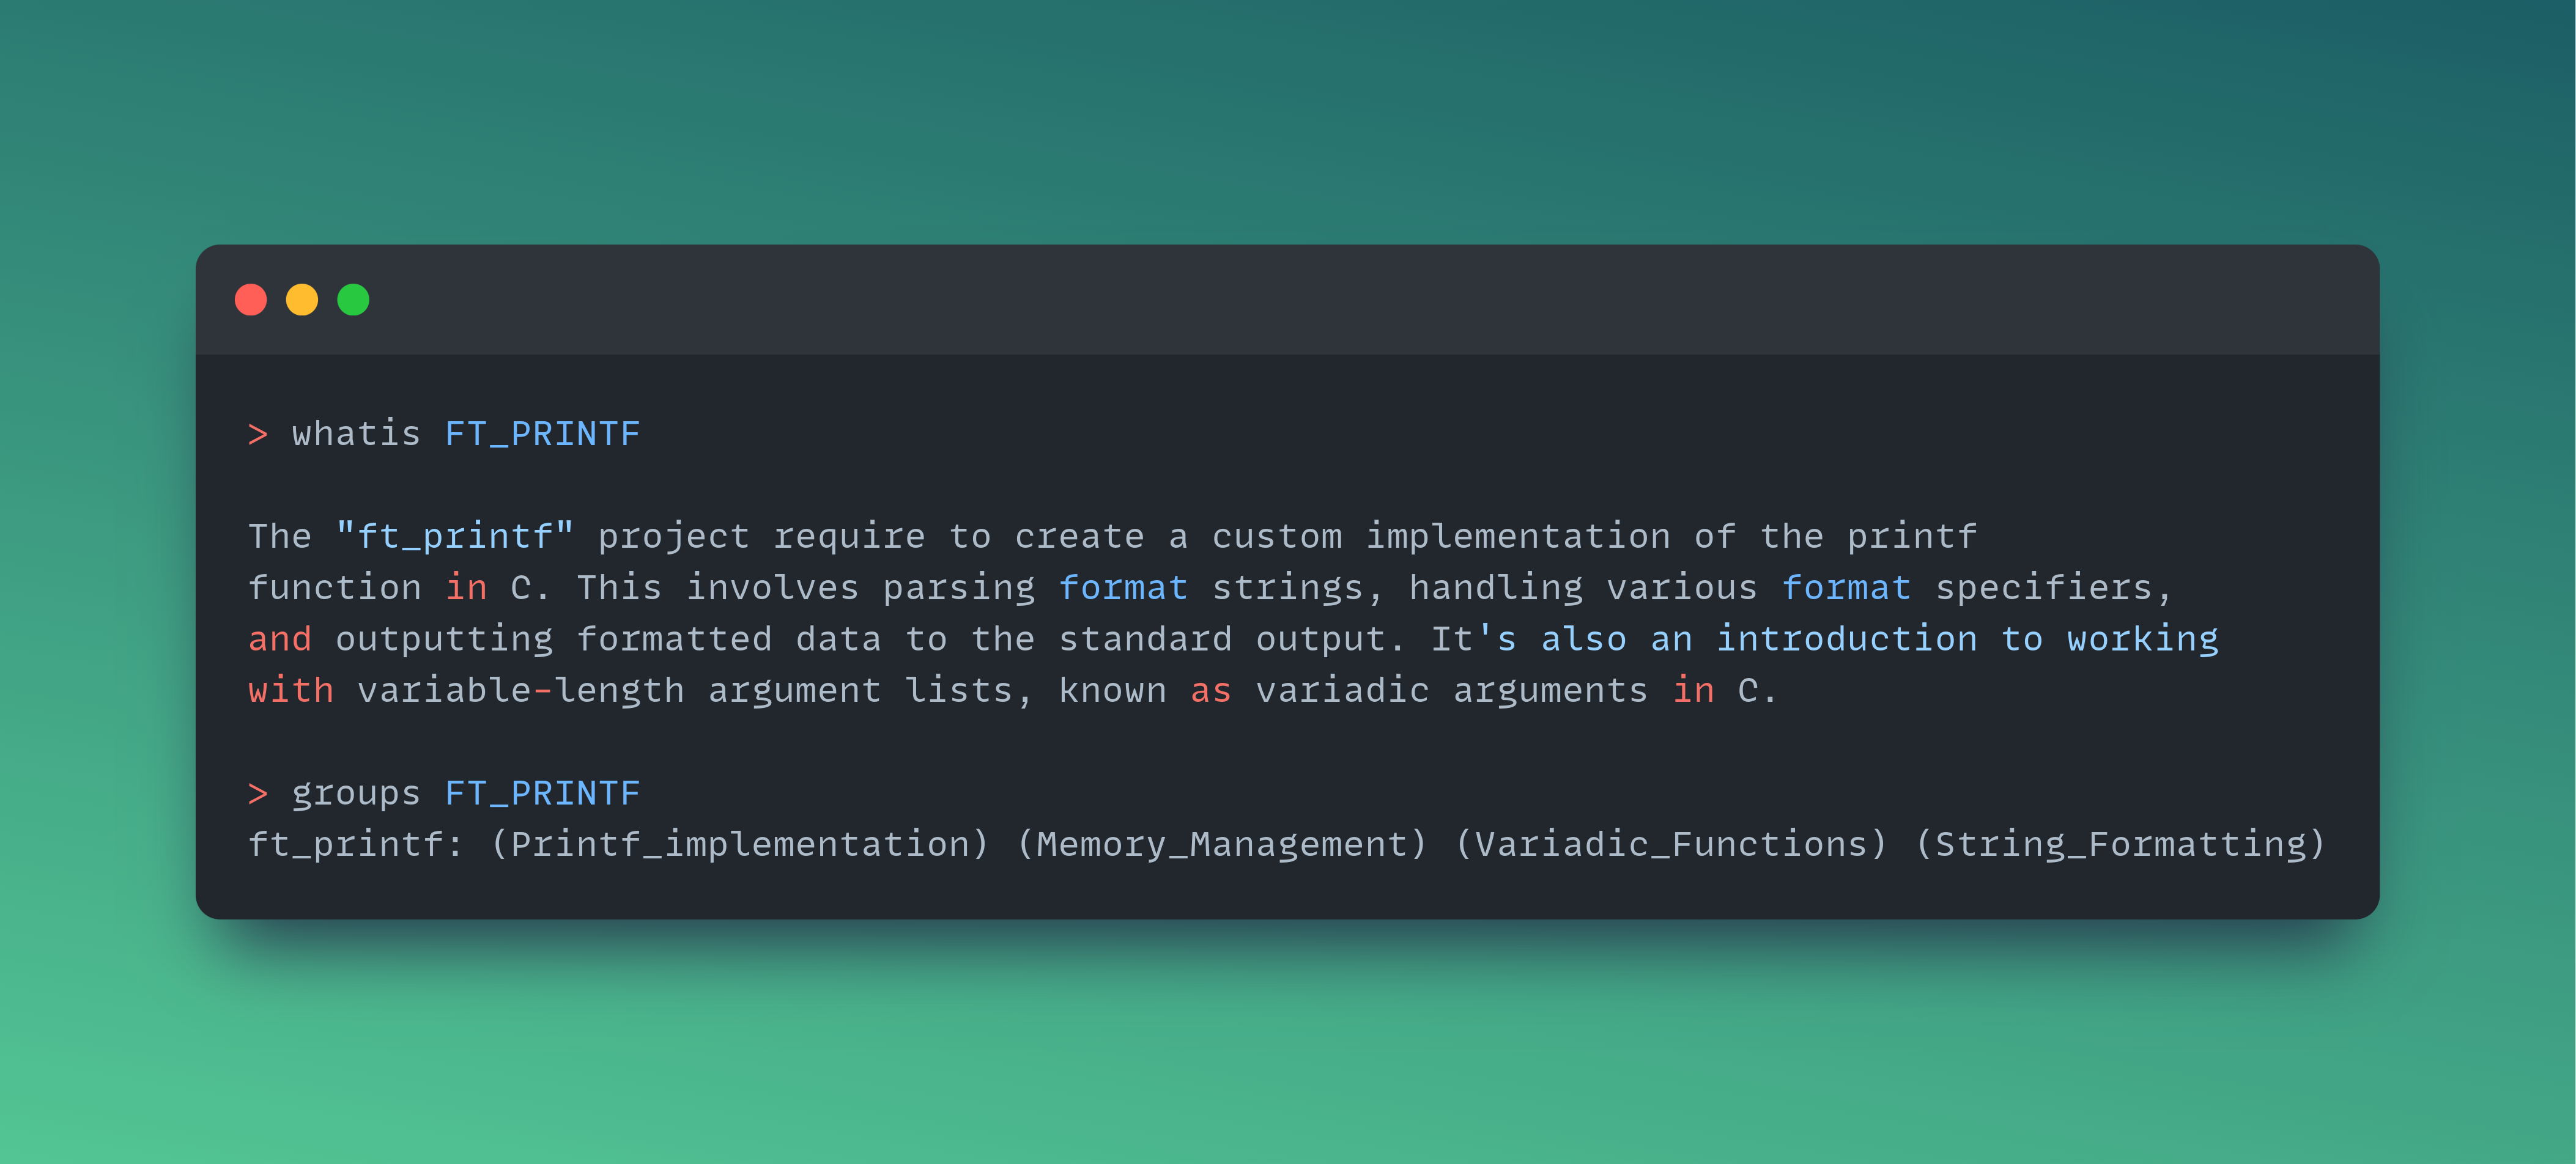 > whatis FT_PRINTF
The "ft_printf" project require to create a custom implementation of the printf
function in C. This involves parsing format strings, handling various format specifiers,
and outputting formatted data to the standard output. It's also an introduction to working
with variable-length argument lists, known as variadic arguments in C.
> groups FT_PRINTF
ft_printf: (Printf_implementation) (Memory_Management) (Variadic_Functions) (String_Formatting)